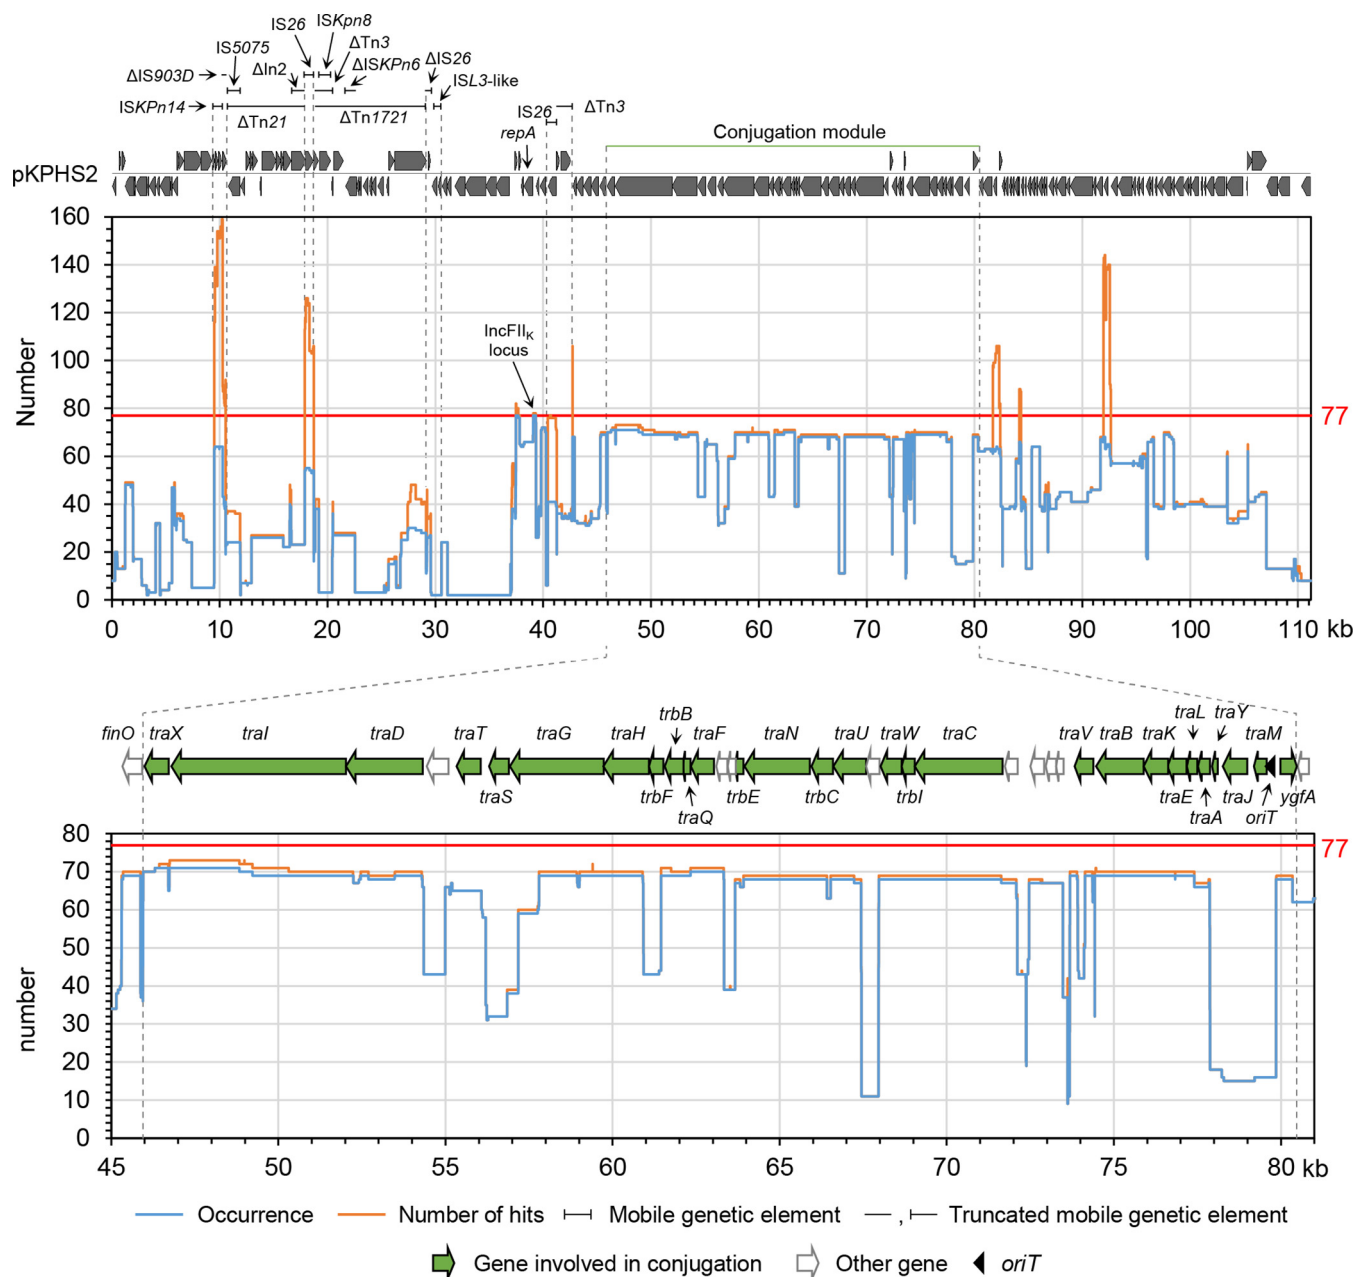 IS26 ISKpn8
IS5075 ΔTn3
ΔIn2 ΔISKPn6 ΔIS26
ΔIS903D ISL3-like
ISKPn14 ΔTn21 ΔTn1721 IS26 ΔTn3
repA Conjugation module
pKPHS2
160
140
120
100
80
60
40
20
0
Number
IncFIIK
locus
77
0 10 20 30 40 50 60 70 80 90 100 110 kb
trbB traL traY
finO traX traI traD traT traG traH traF traN traU traW traC traV traB traK traM
traS trbF trbE trbC trbI traE traJ oriT ygfA
traQ traA
80
70
60
50
40
30
20
10
0
number
77
45 50 55 60 65 70 75 80 kb
Occurrence Number of hits Mobile genetic element , Truncated mobile genetic element
Gene involved in conjugation Other gene oriT